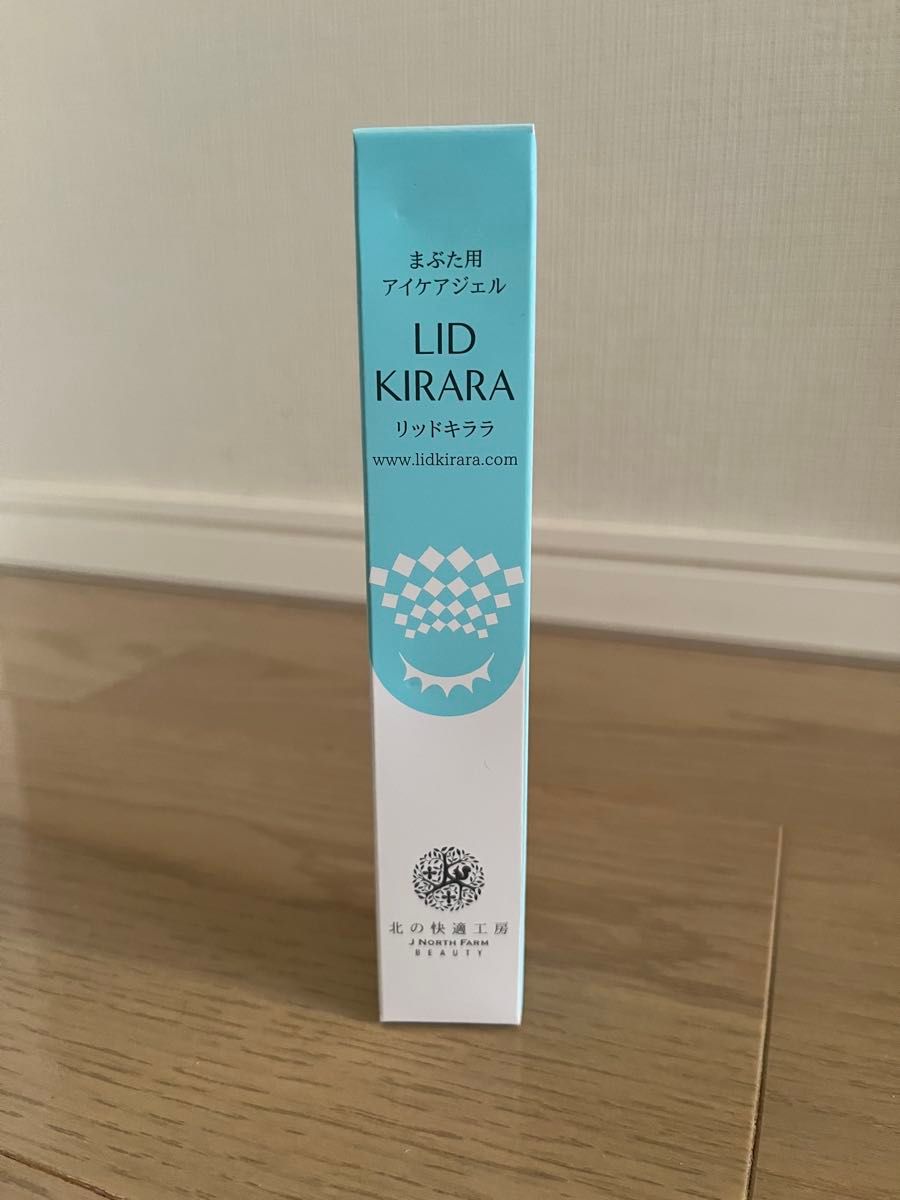 まぶた用
アイケアジェル
LID
KIRARA
リッドキララ
www.lidkirara.com
北の快適工房
J NORTH FARM
BEAUTY